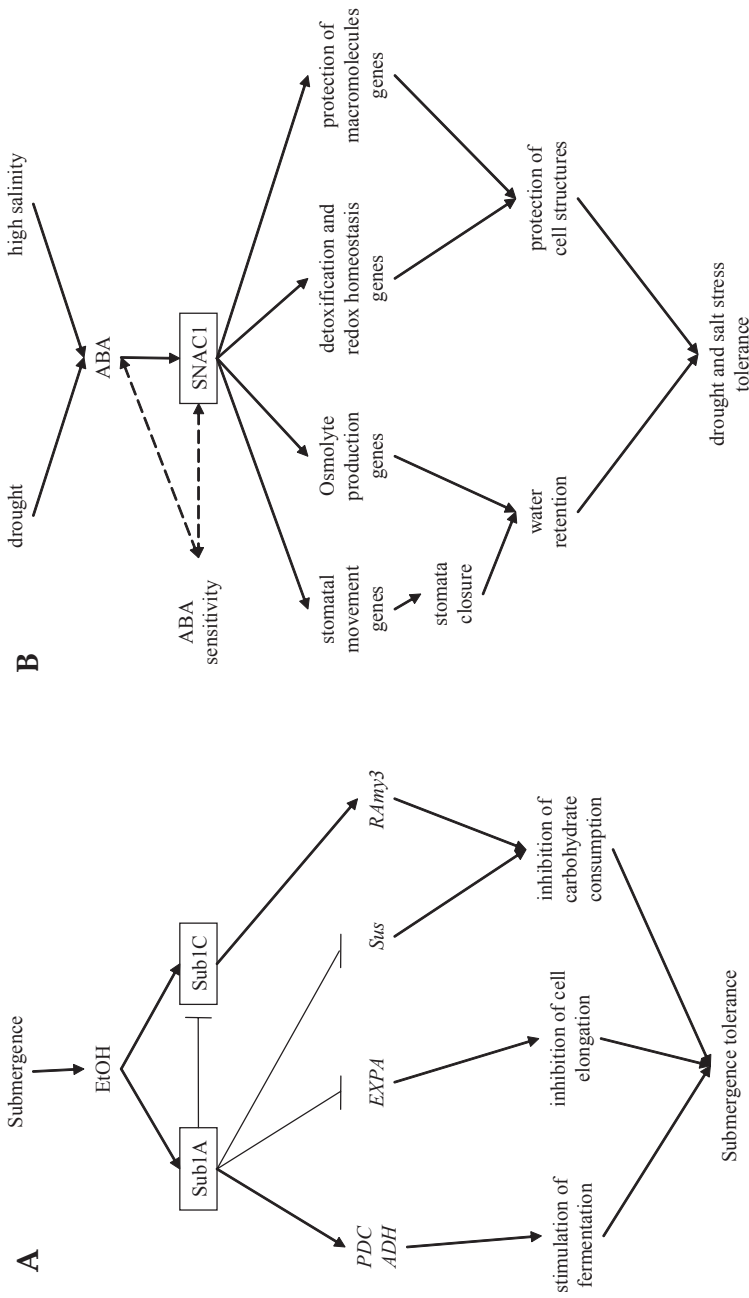 A
Submergence
EtOH
Sub1A
Sub1C
PDC
ADH
EXPA
Sus
RAmy3
stimulation of
fermentation
inhibition of cell
elongation
inhibition of
carbohydrate
consumption
Submergence tolerance
B
drought
high salinity
ABA
ABA
sensitivity
SNAC1
stomatal
movement
genes
Osmolyte
production
genes
detoxification and
redox homeostasis
genes
protection of
macromolecules
genes
stomata
closure
water
retention
protection of
cell structures
drought and salt stress
tolerance